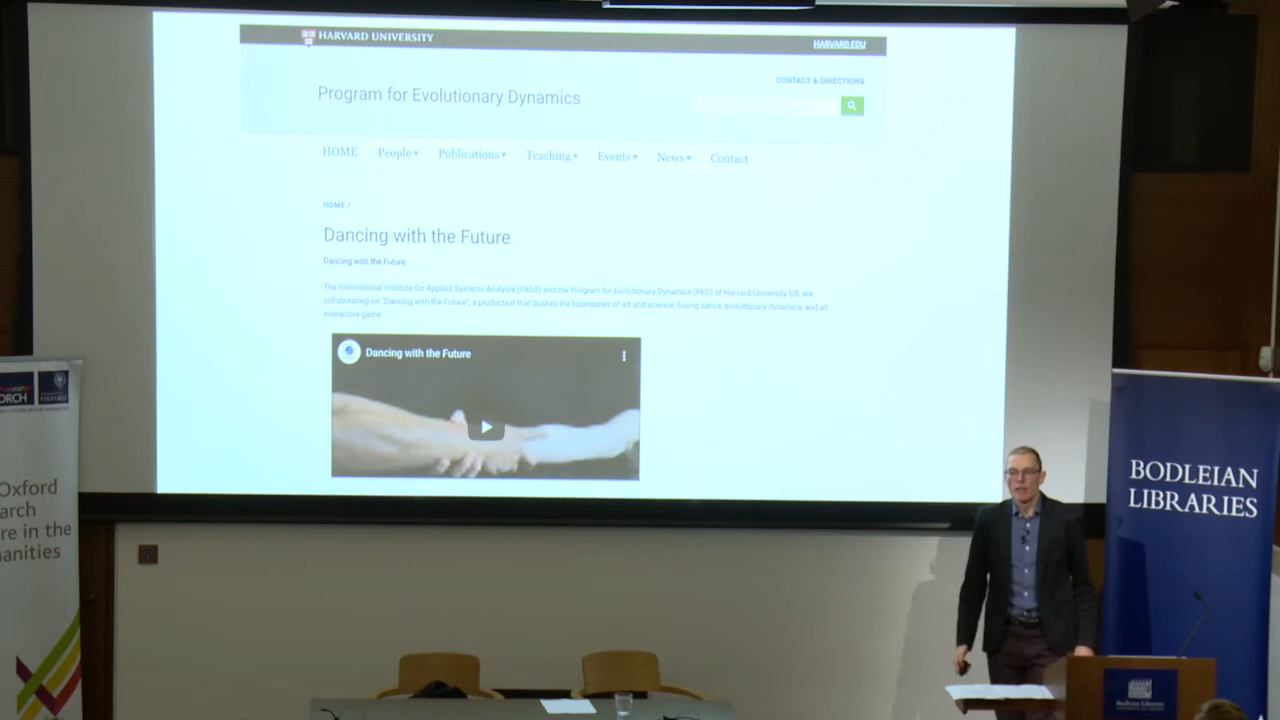 HARVARD UNIVERSITY
HARVARD.EDU
CONTACT & DIRECTIONS
Program for Evolutionary Dynamics
HOME People Publications Teaching Events News Contact
HOME /
Dancing with the Future
Dancing with the Future
The International Institute for Applied Systems Analysis (IIASA) and the Program for Evolutionary Dynamics (PED) of Harvard University, US, are
collaborating on "Dancing with the Future", a production that pushes the boundaries of art and science, fusing dance, evolutionary dynamics, and an
interactive game.
Dancing with the Future
ORCH
OXFORD
Oxford
arch
re in the
anities
BODLEIAN
LIBRARIES
Bodleian Libraries